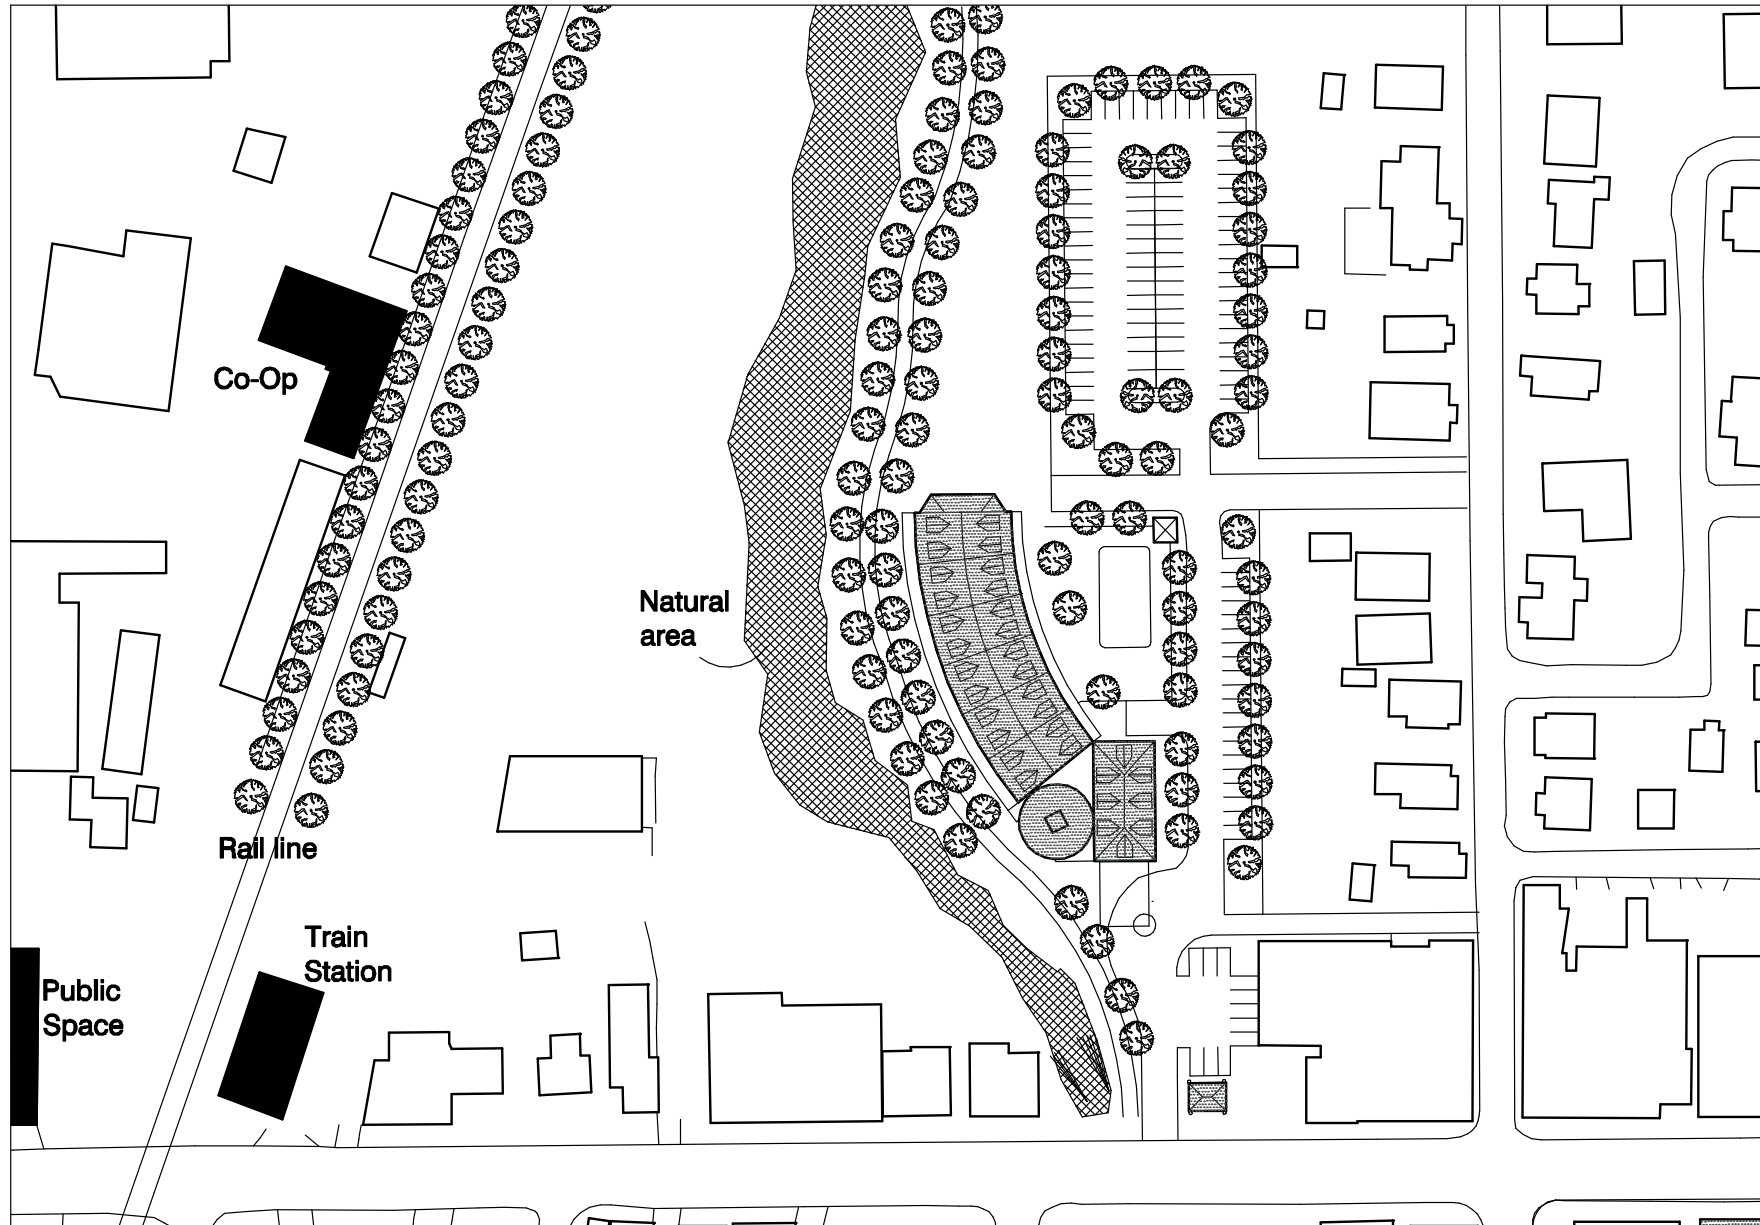 Co-Op
Natural
area
Rail line
Train
Station
Public
Space